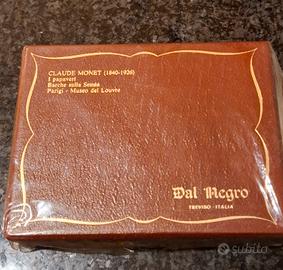 CLAUDE MONET (1840-1926)
I papaveri
Barche sulla Senna
Parigi - Museo del Louvre
Dal Negro
TREVISO - ITALIA
subito